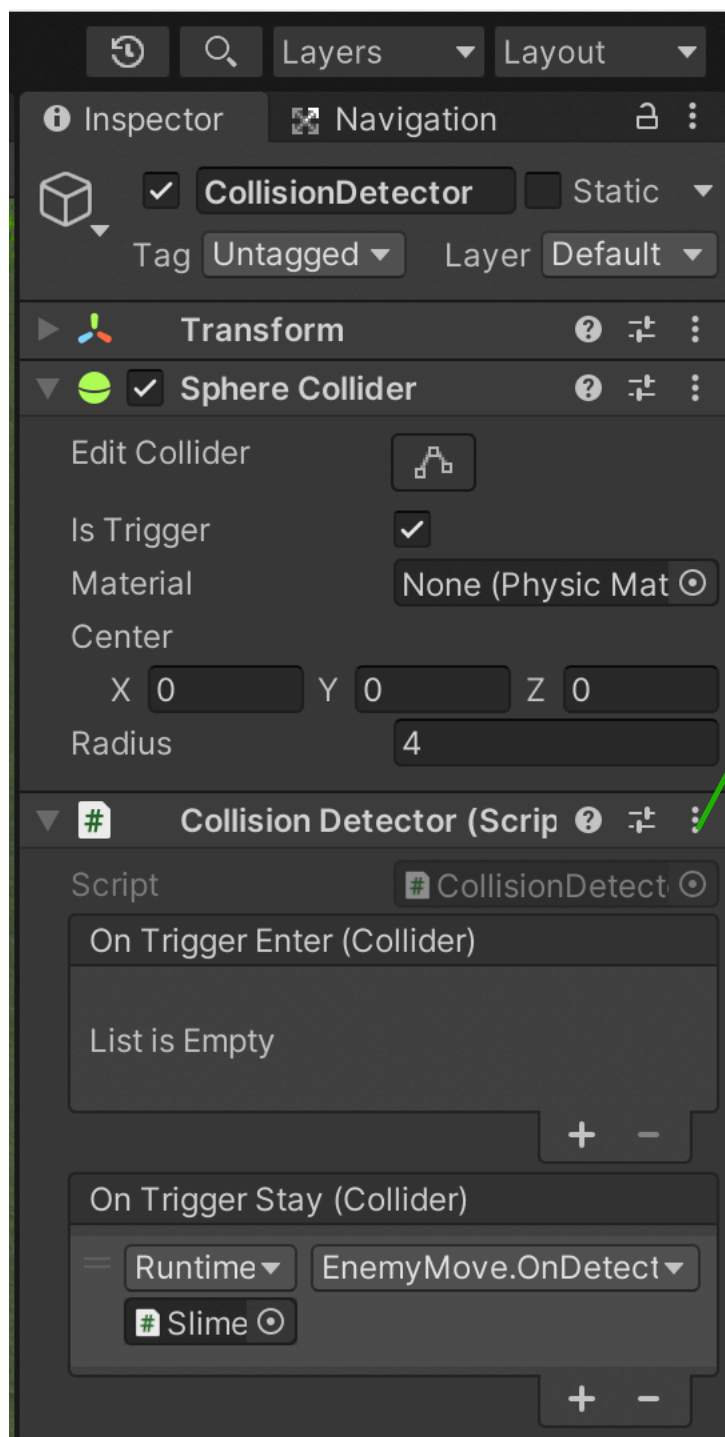 Layers Layout
Inspector Navigation
CollisionDetector Static
Tag Untagged Layer Default
Transform
Sphere Collider
Edit Collider
Is Trigger
Material None (Physic Mat
Center
X 0 Y 0 Z 0
Radius 4
# Collision Detector (Scrip
Script # CollisionDetect
On Trigger Enter (Collider)
List is Empty
+ −
On Trigger Stay (Collider)
Runtime EnemyMove.OnDetect
# Slime
+ −